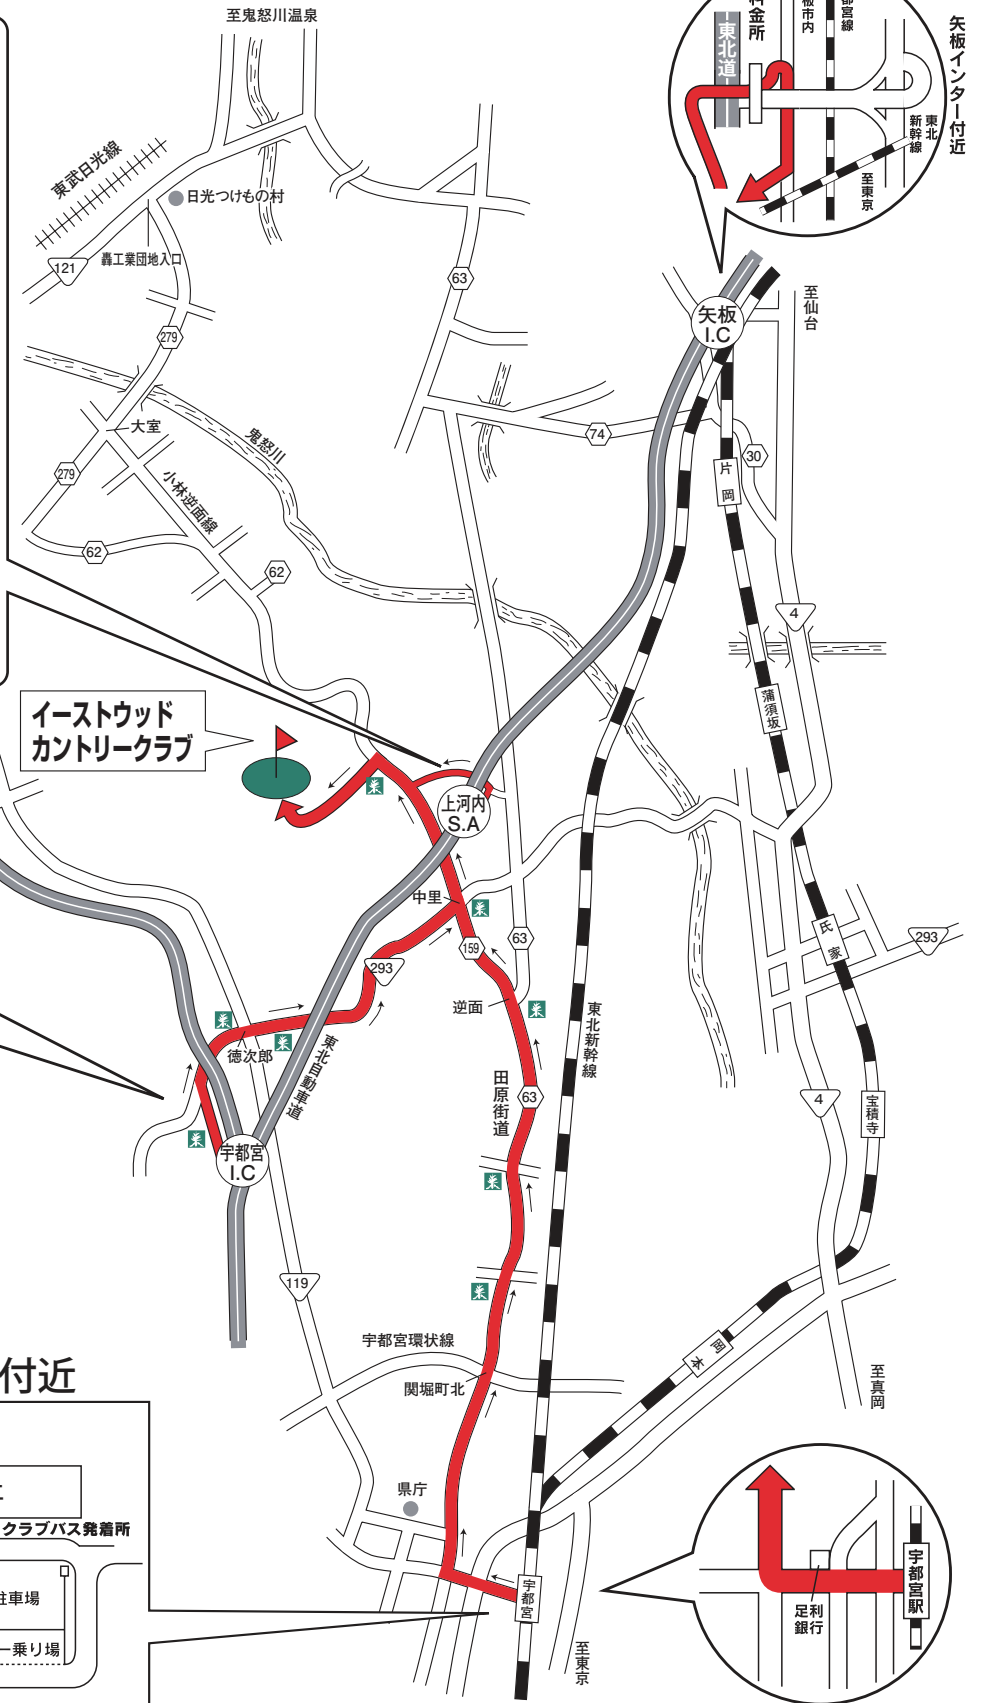 至鬼怒川温泉
東武日光線
日光つけもの村
轟工業団地入口
121
279
大室
279
小林逆面線
鬼怒川
62
62
63
74
料金所
東北道
矢板市内
都宮線
矢板インター付近
東北
新幹線
至東京
矢板
I.C
至仙台
30
片岡
4
蒲須坂
イーストウッド
カントリークラブ
上河内
S.A
中里
159
63
293
逆面
293
氏家
徳次郎
東北自動車道
東北新幹線
田原街道
63
4
宝積寺
宇都宮
I.C
119
宇都宮環状線
関堀町北
岡本
至真岡
県庁
宇都宮
至東京
付近
クラブバス発着所
駐車場
ー乗り場
足利
銀行
宇都宮駅